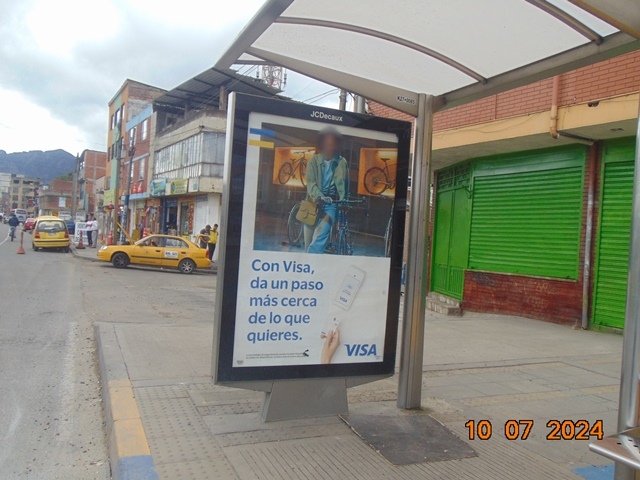 JCDecaux
Con Visa,
da un paso
más cerca
de lo que
quieres.
VISA
10 07 2024